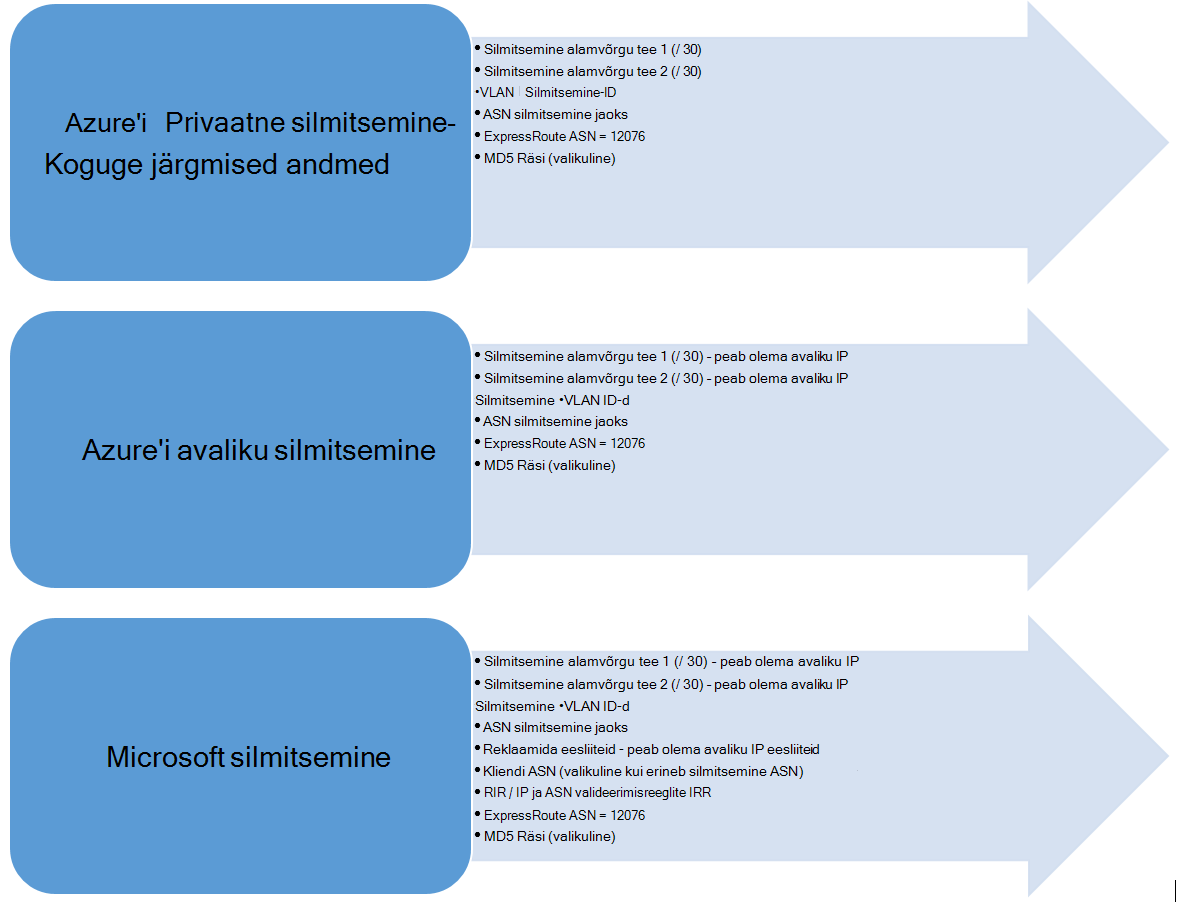 Azure'i Privaatne silmitsemine-
Koguge järgmised andmed
• Silmitsemine alamvõrgu tee 1 (/ 30)
• Silmitsemine alamvõrgu tee 2 (/ 30)
•VLAN Silmitsemine-ID
• ASN silmitsemine jaoks
• ExpressRoute ASN = 12076
• MD5 Räsi (valikuline)
Azure'i avaliku silmitsemine
• Silmitsemine alamvõrgu tee 1 (/ 30) - peab olema avaliku IP
• Silmitsemine alamvõrgu tee 2 (/ 30) - peab olema avaliku IP
Silmitsemine •VLAN ID-d
• ASN silmitsemine jaoks
• ExpressRoute ASN = 12076
• MD5 Räsi (valikuline)
Microsoft silmitsemine
• Silmitsemine alamvõrgu tee 1 (/ 30) - peab olema avaliku IP
• Silmitsemine alamvõrgu tee 2 (/ 30) - peab olema avaliku IP
Silmitsemine •VLAN ID-d
• ASN silmitsemine jaoks
• Reklaamida eesliiteid - peab olema avaliku IP eesliiteid
• Kliendi ASN (valikuline kui erineb silmitsemine ASN)
• RIR / IP ja ASN valideerimisreeglite IRR
• ExpressRoute ASN = 12076
• MD5 Räsi (valikuline)